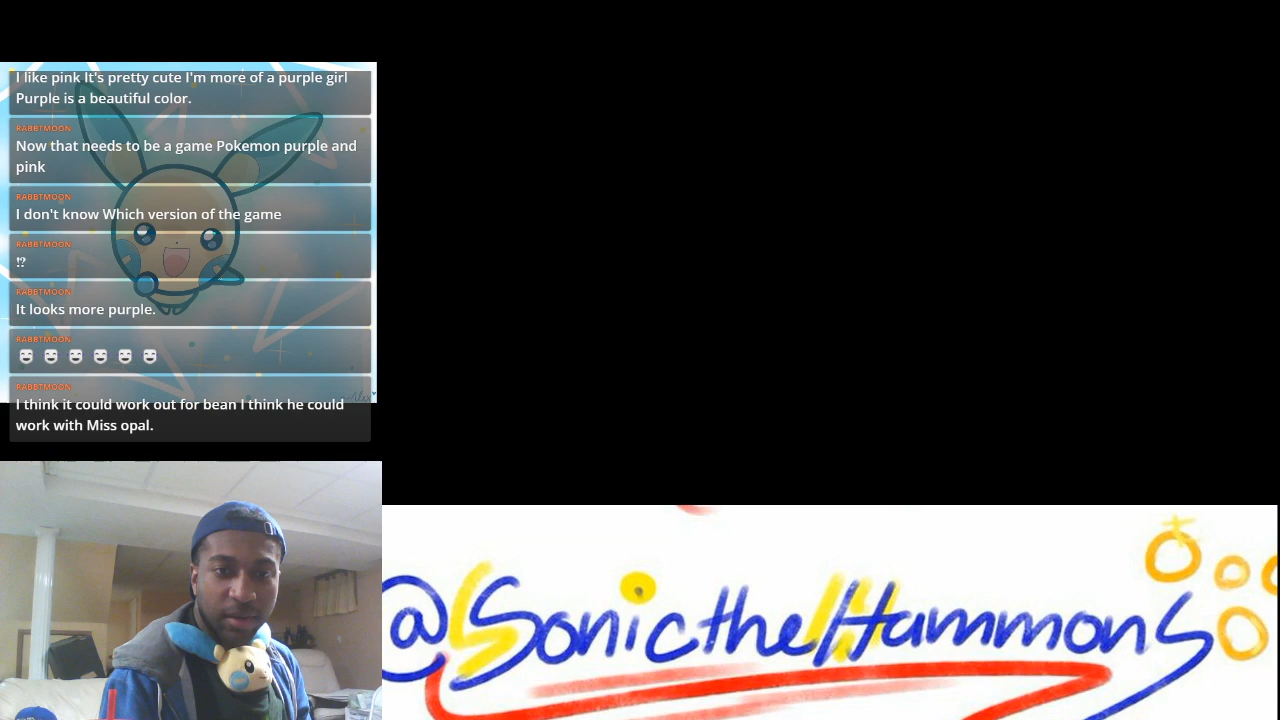 I like pink It's pretty cute I'm more of a purple girl
Purple is a beautiful color.
RABBTMOON
Now that needs to be a game Pokemon purple and
pink
RABBTMOON
I don't know Which version of the game
RABBTMOON
!?
RABBTMOON
It looks more purple.
RABBTMOON
RABBTMOON
I think it could work out for bean I think he could
work with Miss opal.
@SonictheHammons